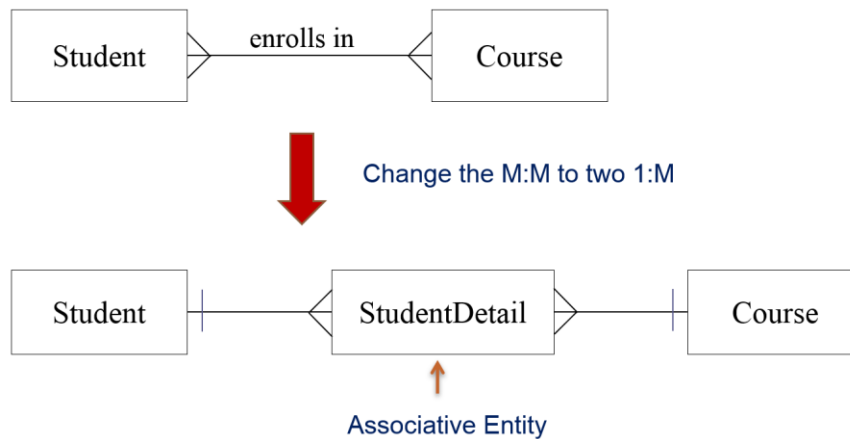 Student
enrolls in
Course
Change the M:M to two 1:M
Student
StudentDetail
Course
Associative Entity